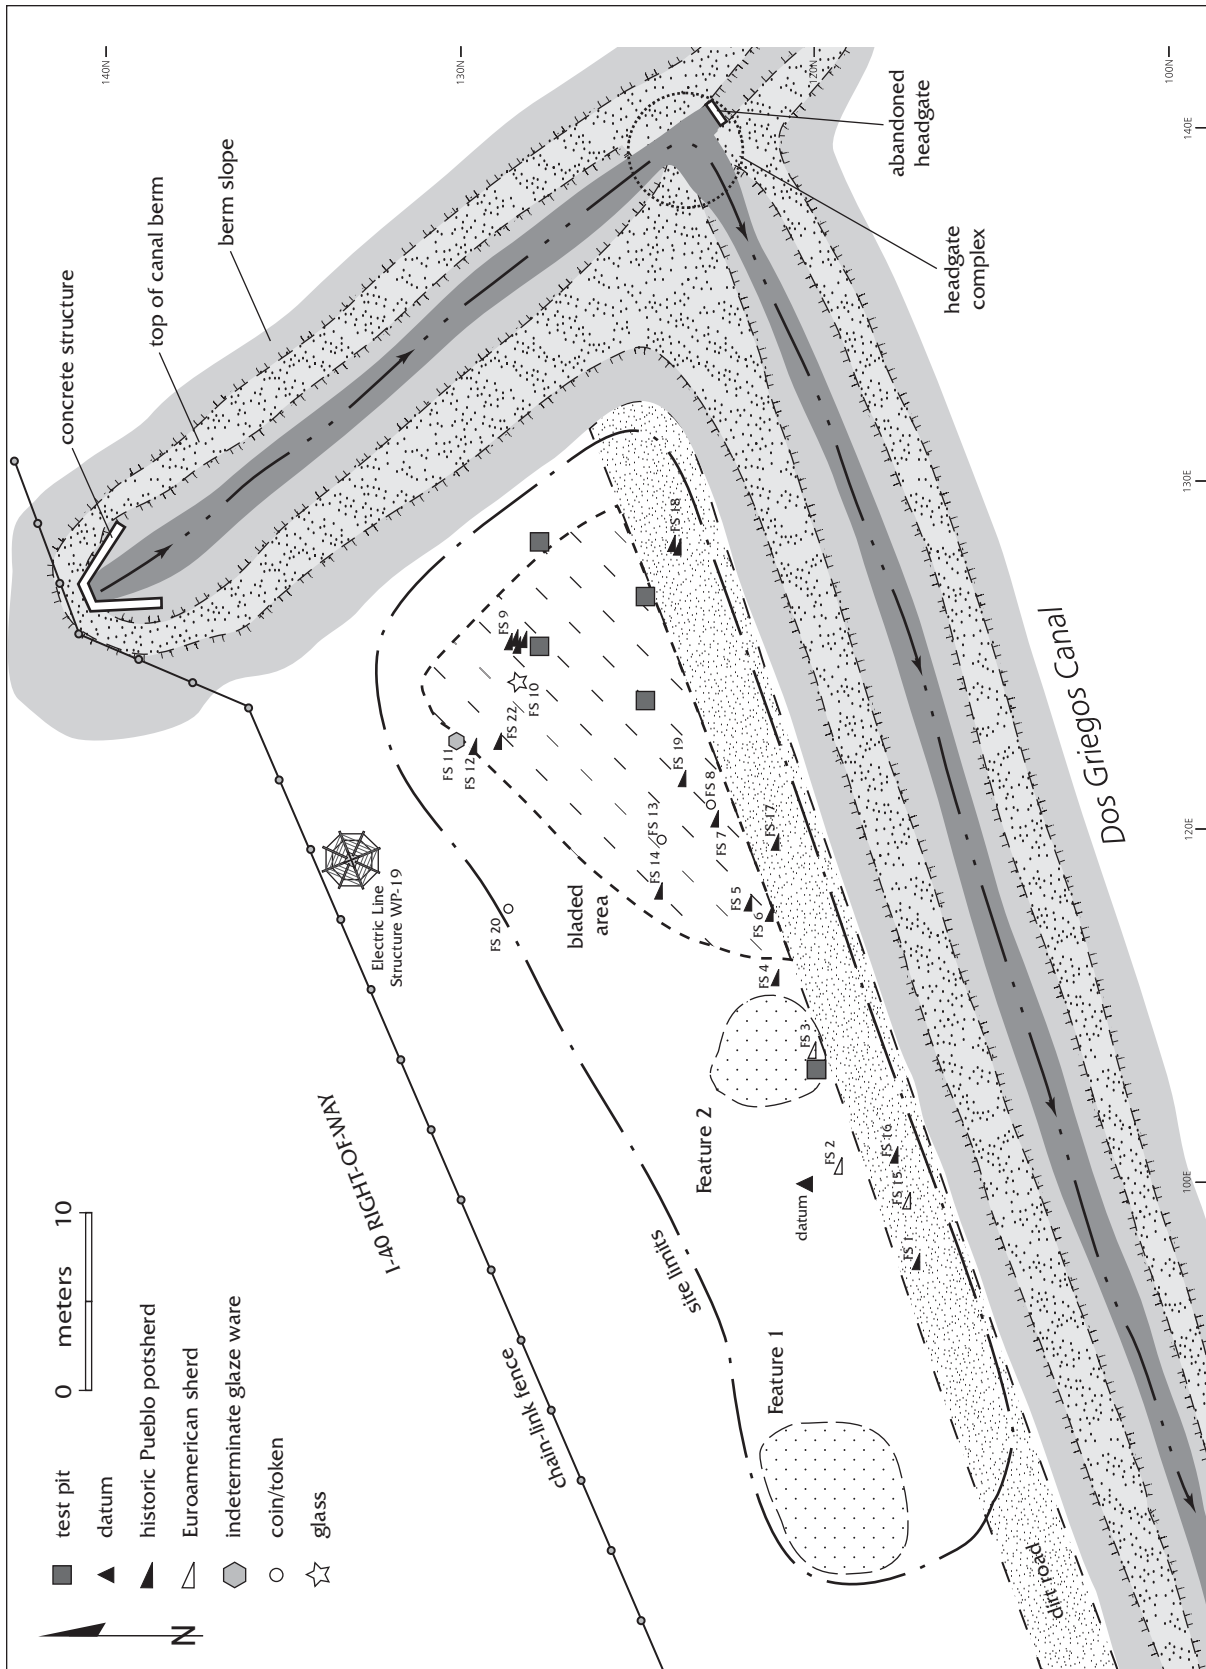 N
0 meters 10
test pit
datum
historic Pueblo potsherd
Euroamerican sherd
indeterminate glaze ware
coin/token
glass
140N
130N
120N
100N
140E
130E
120E
100E
concrete structure
top of canal berm
berm slope
abandoned
headgate
headgate
complex
Electric Line
Structure WP-19
I-40 RIGHT-OF-WAY
chain-link fence
site limits
bladed
area
FS 9
FS 10
FS 22
FS 11
FS 12
FS 18
FS 19
FS 8
FS 13
FS 14
FS 7
FS 17
FS 5
FS 6
FS 20
FS 4
FS 3
Feature 2
FS 2
datum
FS 16
FS 15
FS 1
Feature 1
dirt road
Dos Griegos Canal